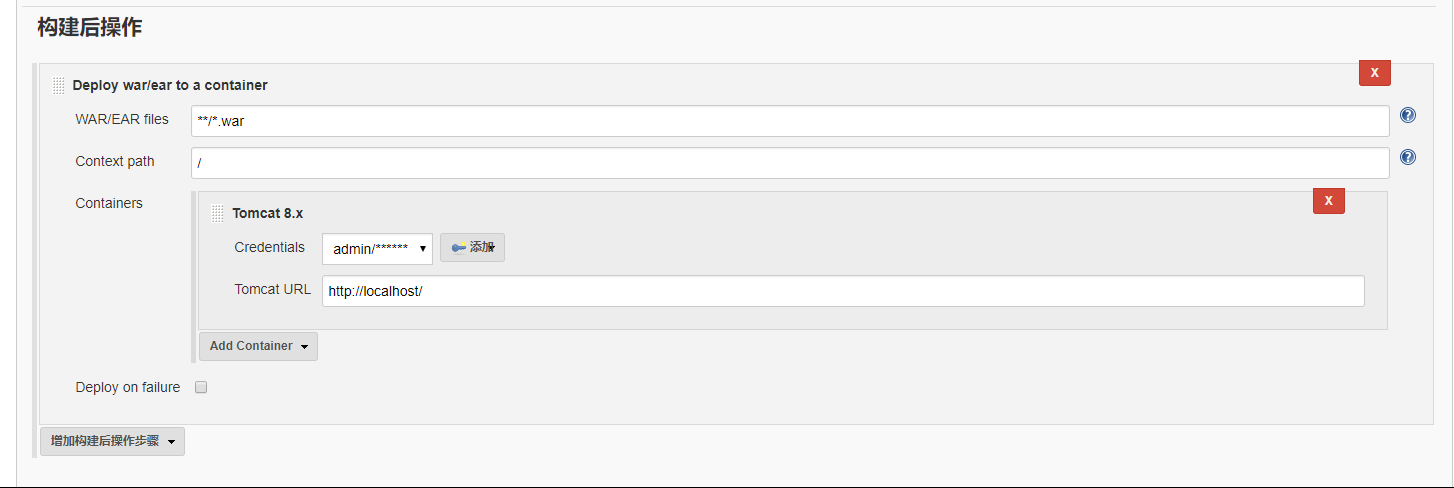 构建后操作
Deploy war/ear to a container
X
WAR/EAR files **/*.war
Context path /
Containers
Tomcat 8.x
X
Credentials admin/****** 添加
Tomcat URL http://localhost/
Add Container
Deploy on failure
增加构建后操作步骤